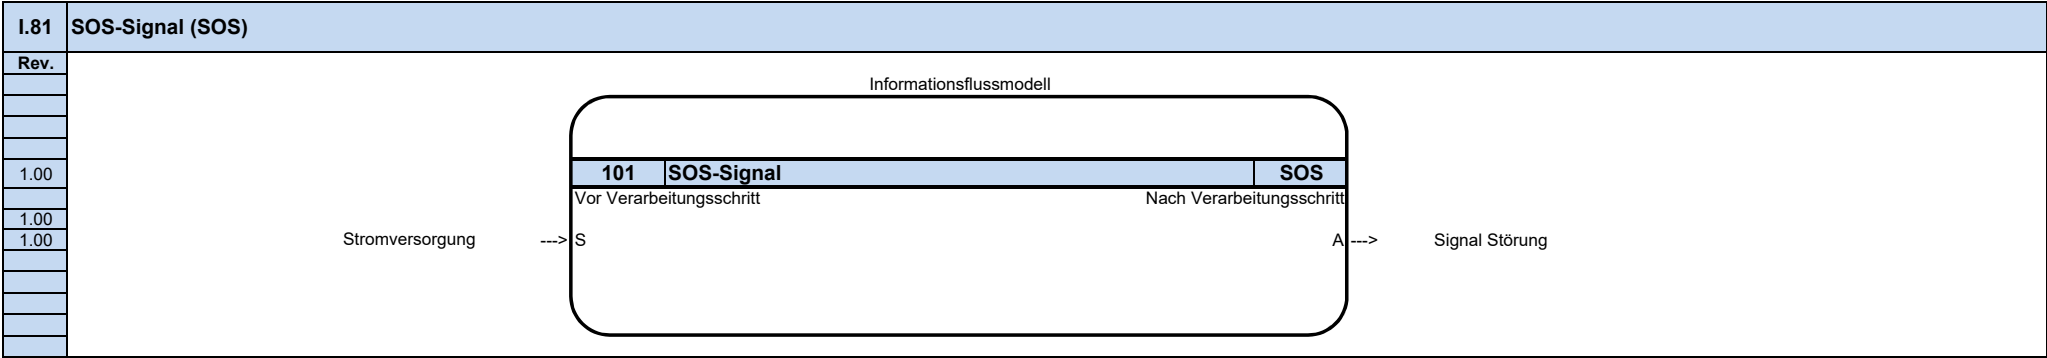 I.81 SOS-Signal (SOS)
Rev.
Informationsflussmodell
1.00 101 SOS-Signal SOS
Vor Verarbeitungsschritt Nach Verarbeitungsschritt
1.00
1.00 Stromversorgung ---> S A ---> Signal Störung